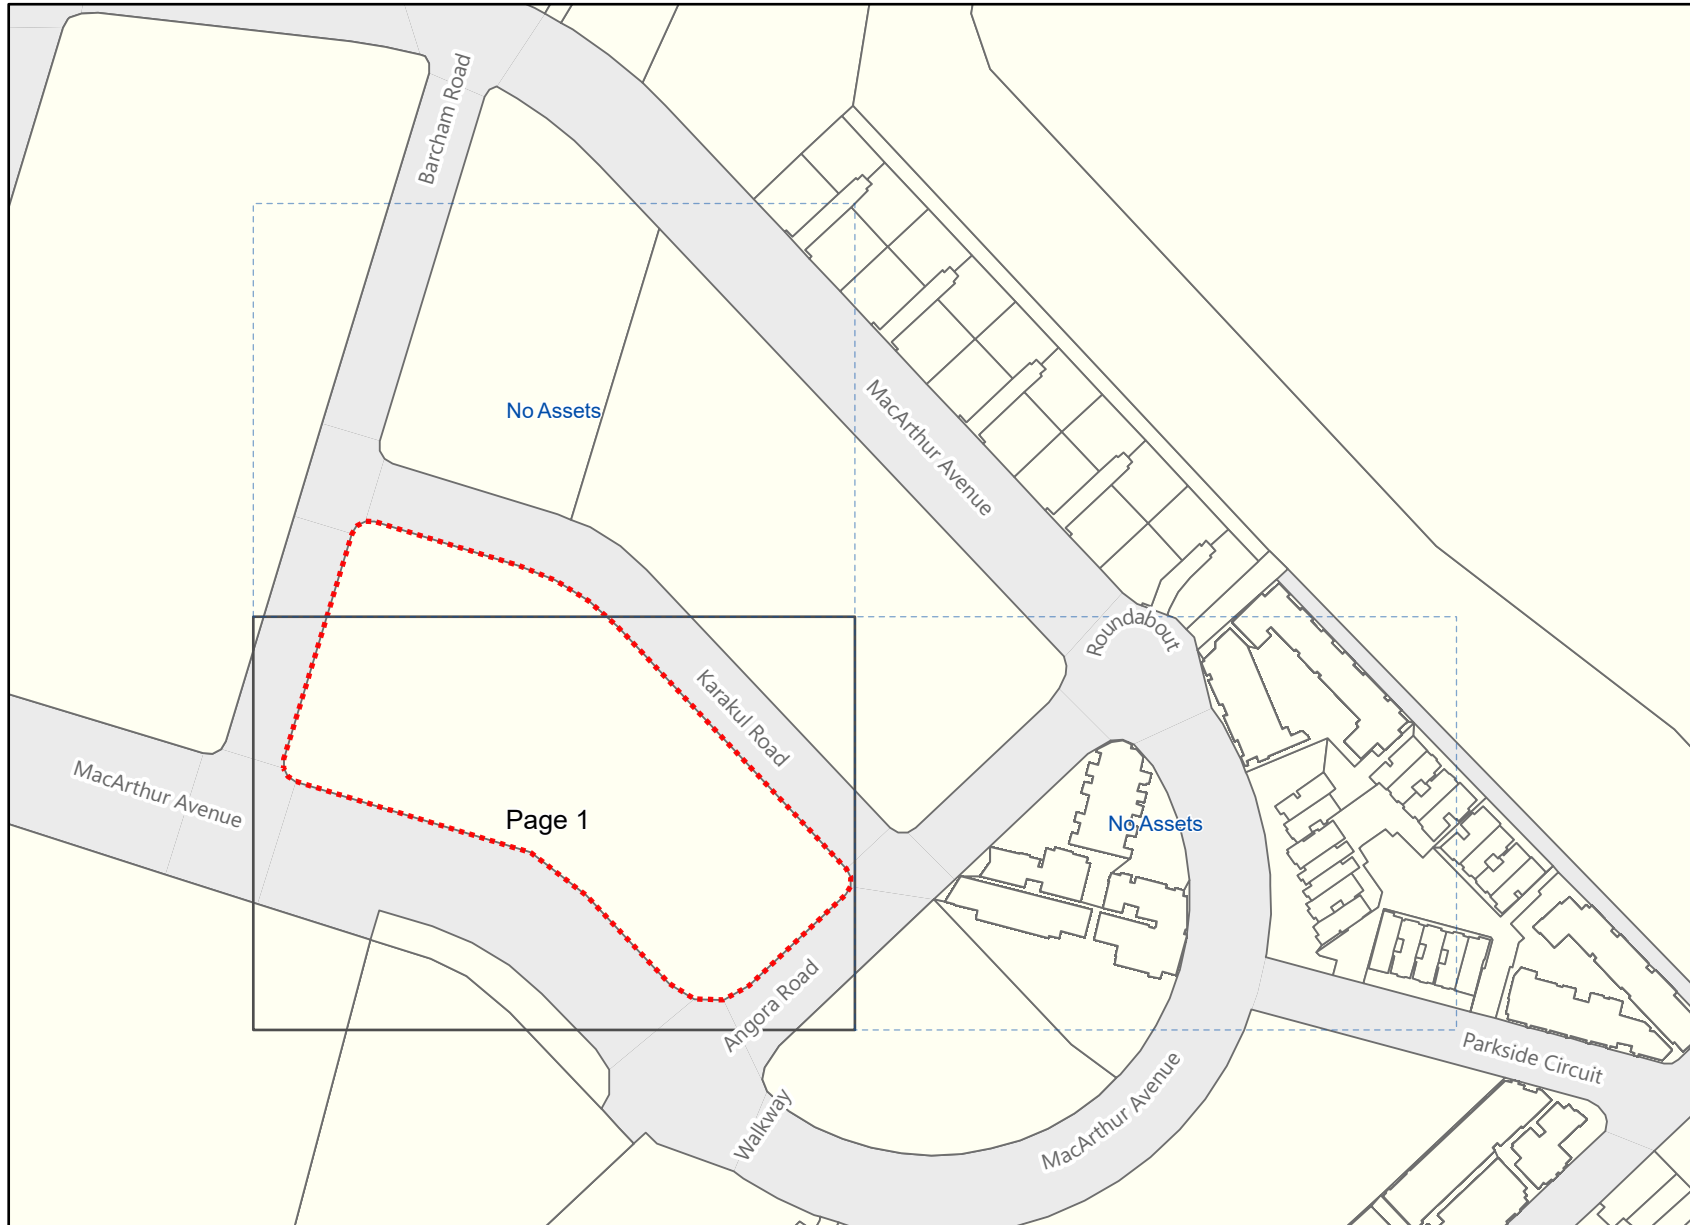 Barcham Road
No Assets
MacArthur Avenue
Roundabout
Karakul Road
MacArthur Avenue
Page 1
No Assets
Angora Road
Parkside Circuit
Walkway
MacArthur Avenue